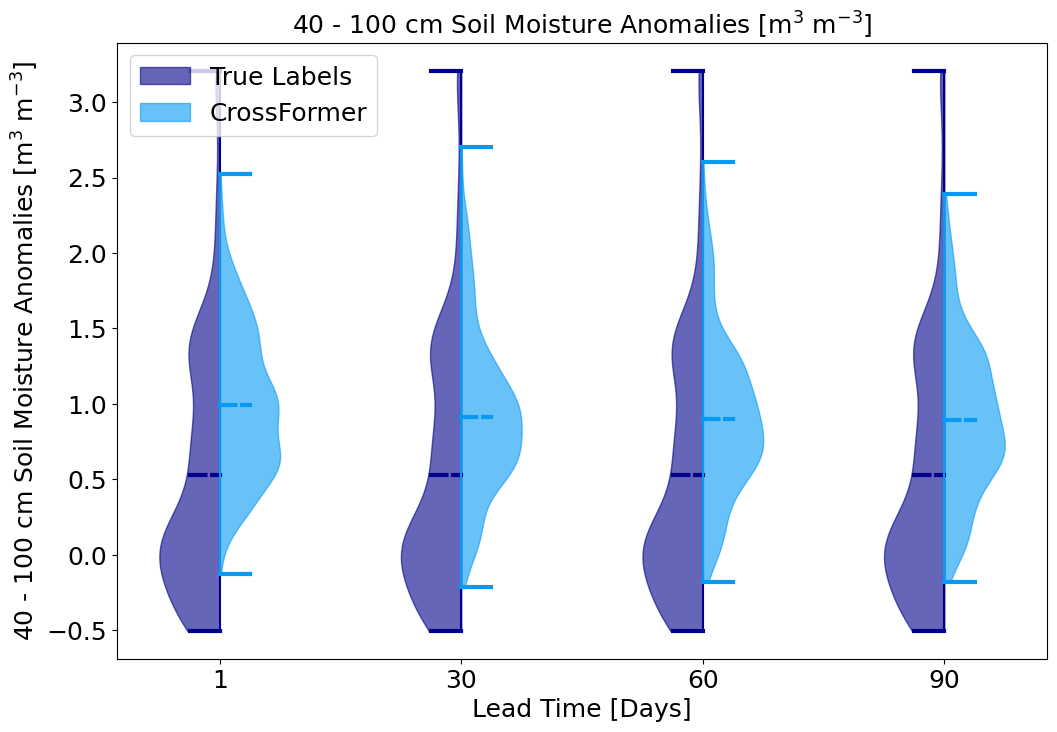 40 - 100 cm Soil Moisture Anomalies [m³ m⁻³]
True Labels
CrossFormer
40 - 100 cm Soil Moisture Anomalies [m³ m⁻³]
3.0
2.5
2.0
1.5
1.0
0.5
0.0
−0.5
1 30 60 90
Lead Time [Days]